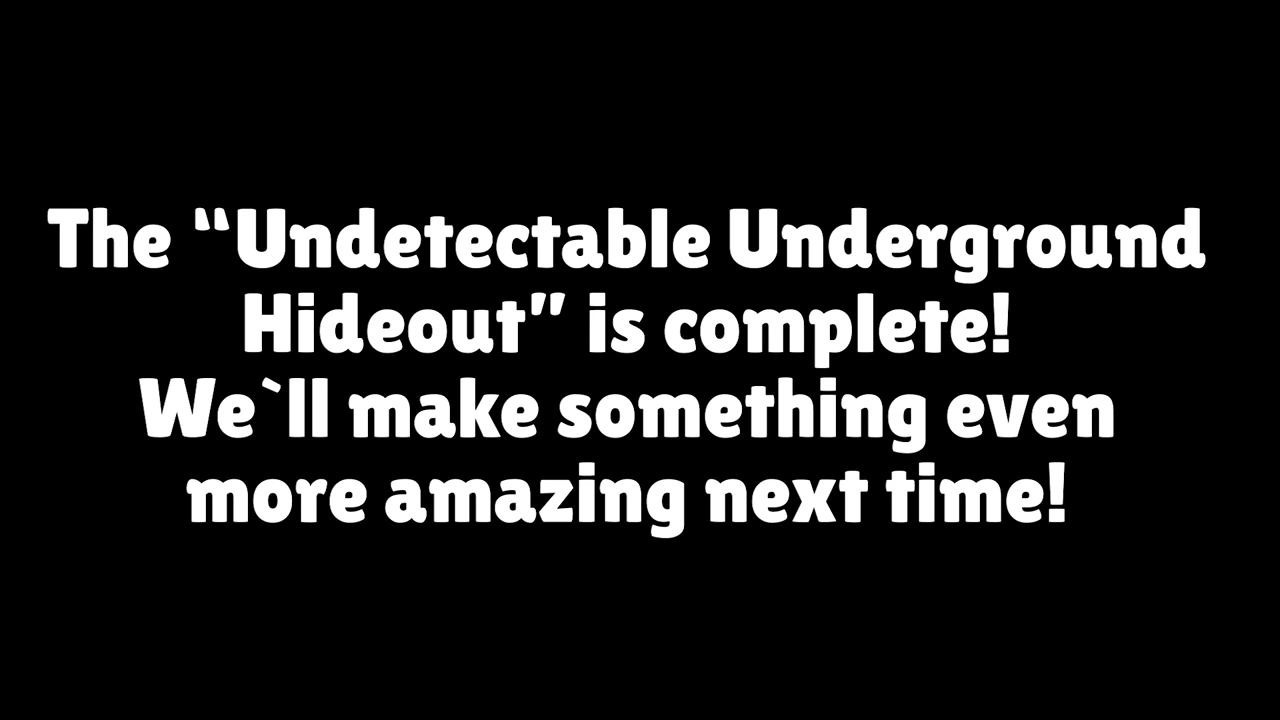 The “Undetectable Underground
Hideout” is complete!
We`ll make something even
more amazing next time!